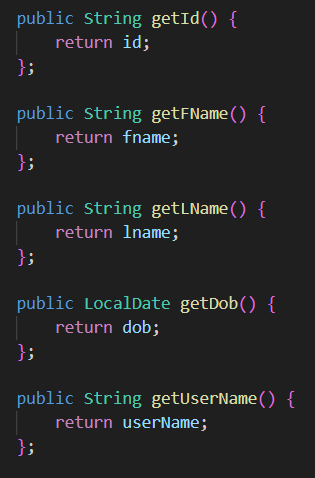 public String getId() {
    return id;
};

public String getFName() {
    return fname;
};

public String getLName() {
    return lname;
};

public LocalDate getDob() {
    return dob;
};

public String getUserName() {
    return userName;
};